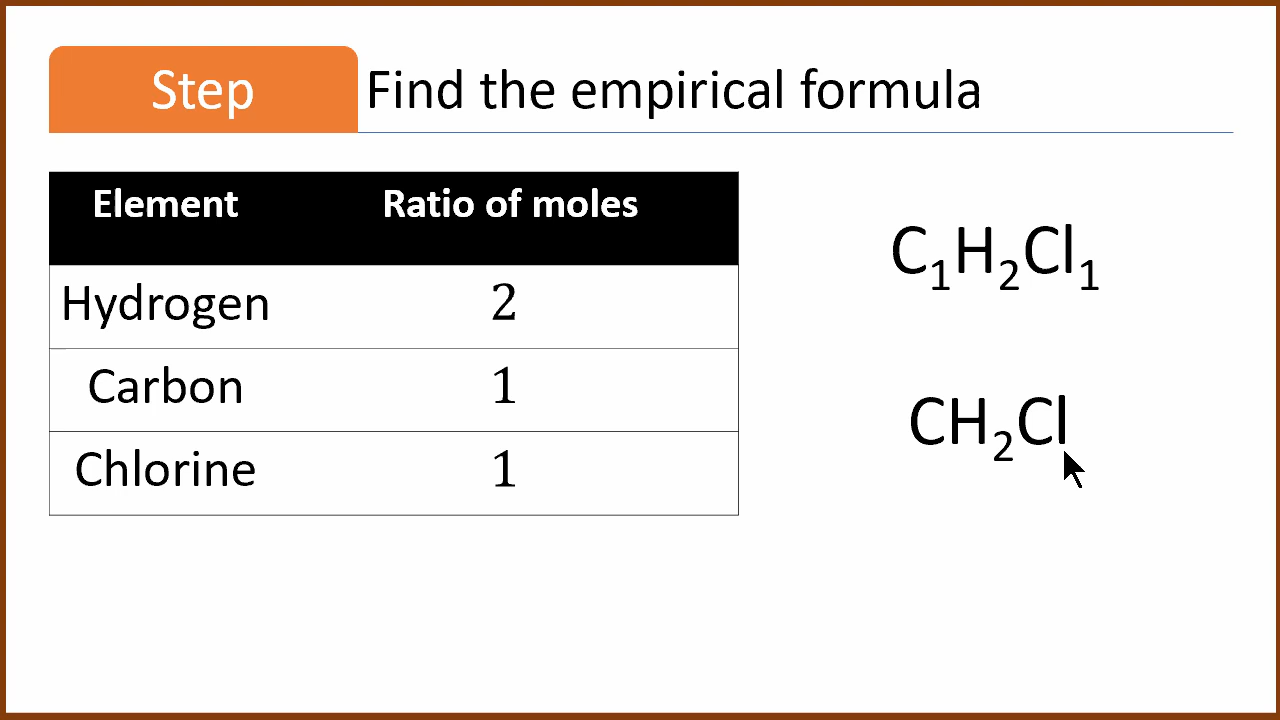 Step Find the empirical formula
Element Ratio of moles
Hydrogen 2
Carbon 1
Chlorine 1
C₁H₂Cl₁
CH₂Cl